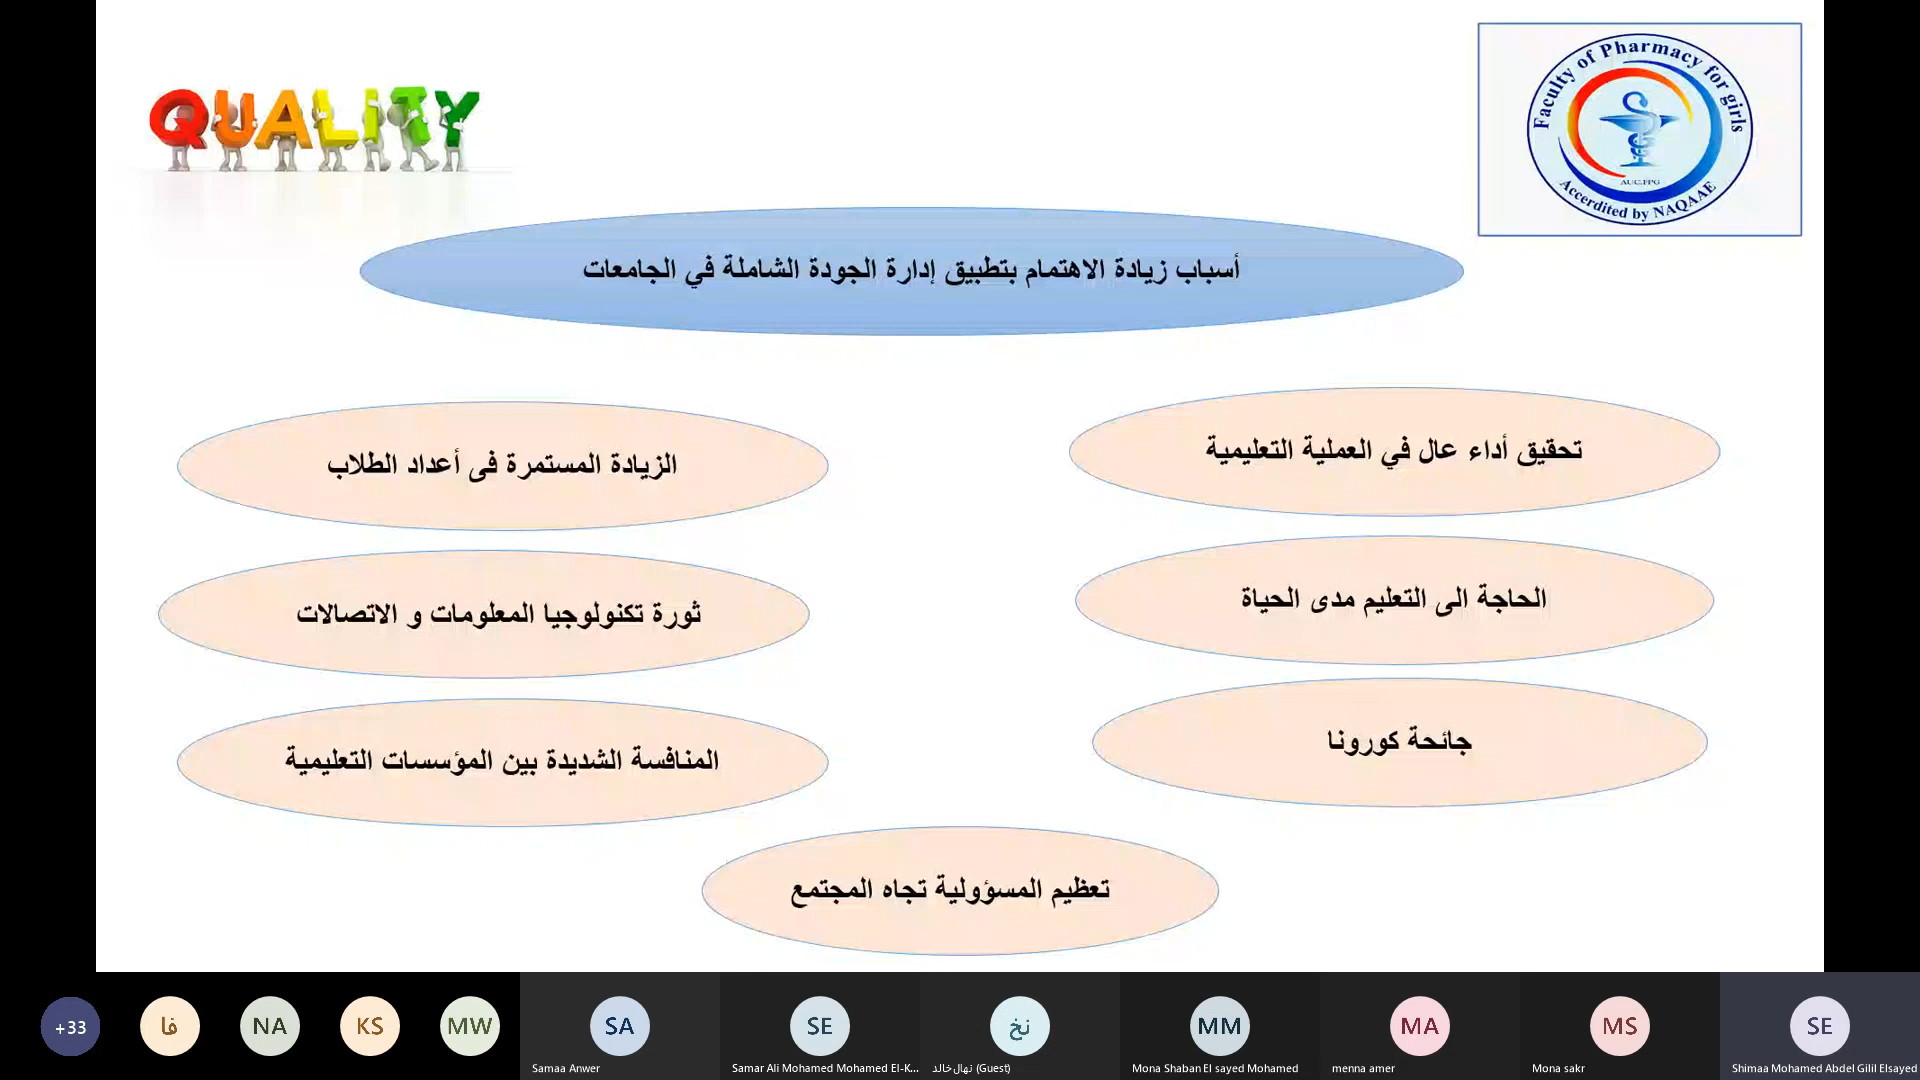 QUALITY
Faculty of Pharmacy for girls
AUC.FPG
Accerdited by NAQAAE
أسباب زيادة الاهتمام بتطبيق إدارة الجودة الشاملة في الجامعات
تحقيق أداء عال في العملية التعليمية
الزيادة المستمرة فى أعداد الطلاب
الحاجة الى التعليم مدى الحياة
ثورة تكنولوجيا المعلومات و الاتصالات
جائحة كورونا
المنافسة الشديدة بين المؤسسات التعليمية
تعظيم المسؤولية تجاه المجتمع
+33
فا
NA
KS
MW
SA
Samaa Anwer
SE
Samar Ali Mohamed Mohamed El-K...
نخ
نهال خالد (Guest)
MM
Mona Shaban El sayed Mohamed
MA
menna amer
MS
Mona sakr
SE
Shimaa Mohamed Abdel Gilil Elsayed